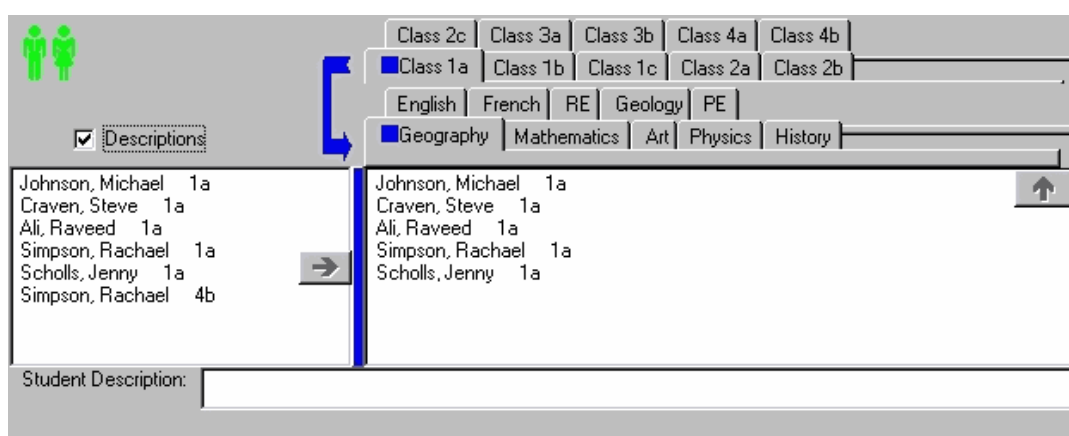 Class 2c Class 3a Class 3b Class 4a Class 4b
Class 1a Class 1b Class 1c Class 2a Class 2b
English French RE Geology PE
Descriptions
Geography Mathematics Art Physics History
Johnson, Michael 1a
Craven, Steve 1a
Ali, Raveed 1a
Simpson, Rachael 1a
Scholls, Jenny 1a
Simpson, Rachael 4b
Johnson, Michael 1a
Craven, Steve 1a
Ali, Raveed 1a
Simpson, Rachael 1a
Scholls, Jenny 1a
Student Description: